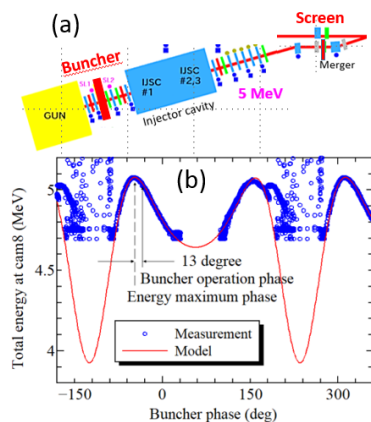 (a)
Screen
Buncher
SL1
SL2
IJSC
#1
IJSC
#2,3
Merger
GUN
Injector cavity
5 MeV
(b)
Total energy at cam8 (MeV)
5
4.5
4
13 degree
Buncher operation phase
Energy maximum phase
Measurement
Model
−150
0
150
300
Buncher phase (deg)